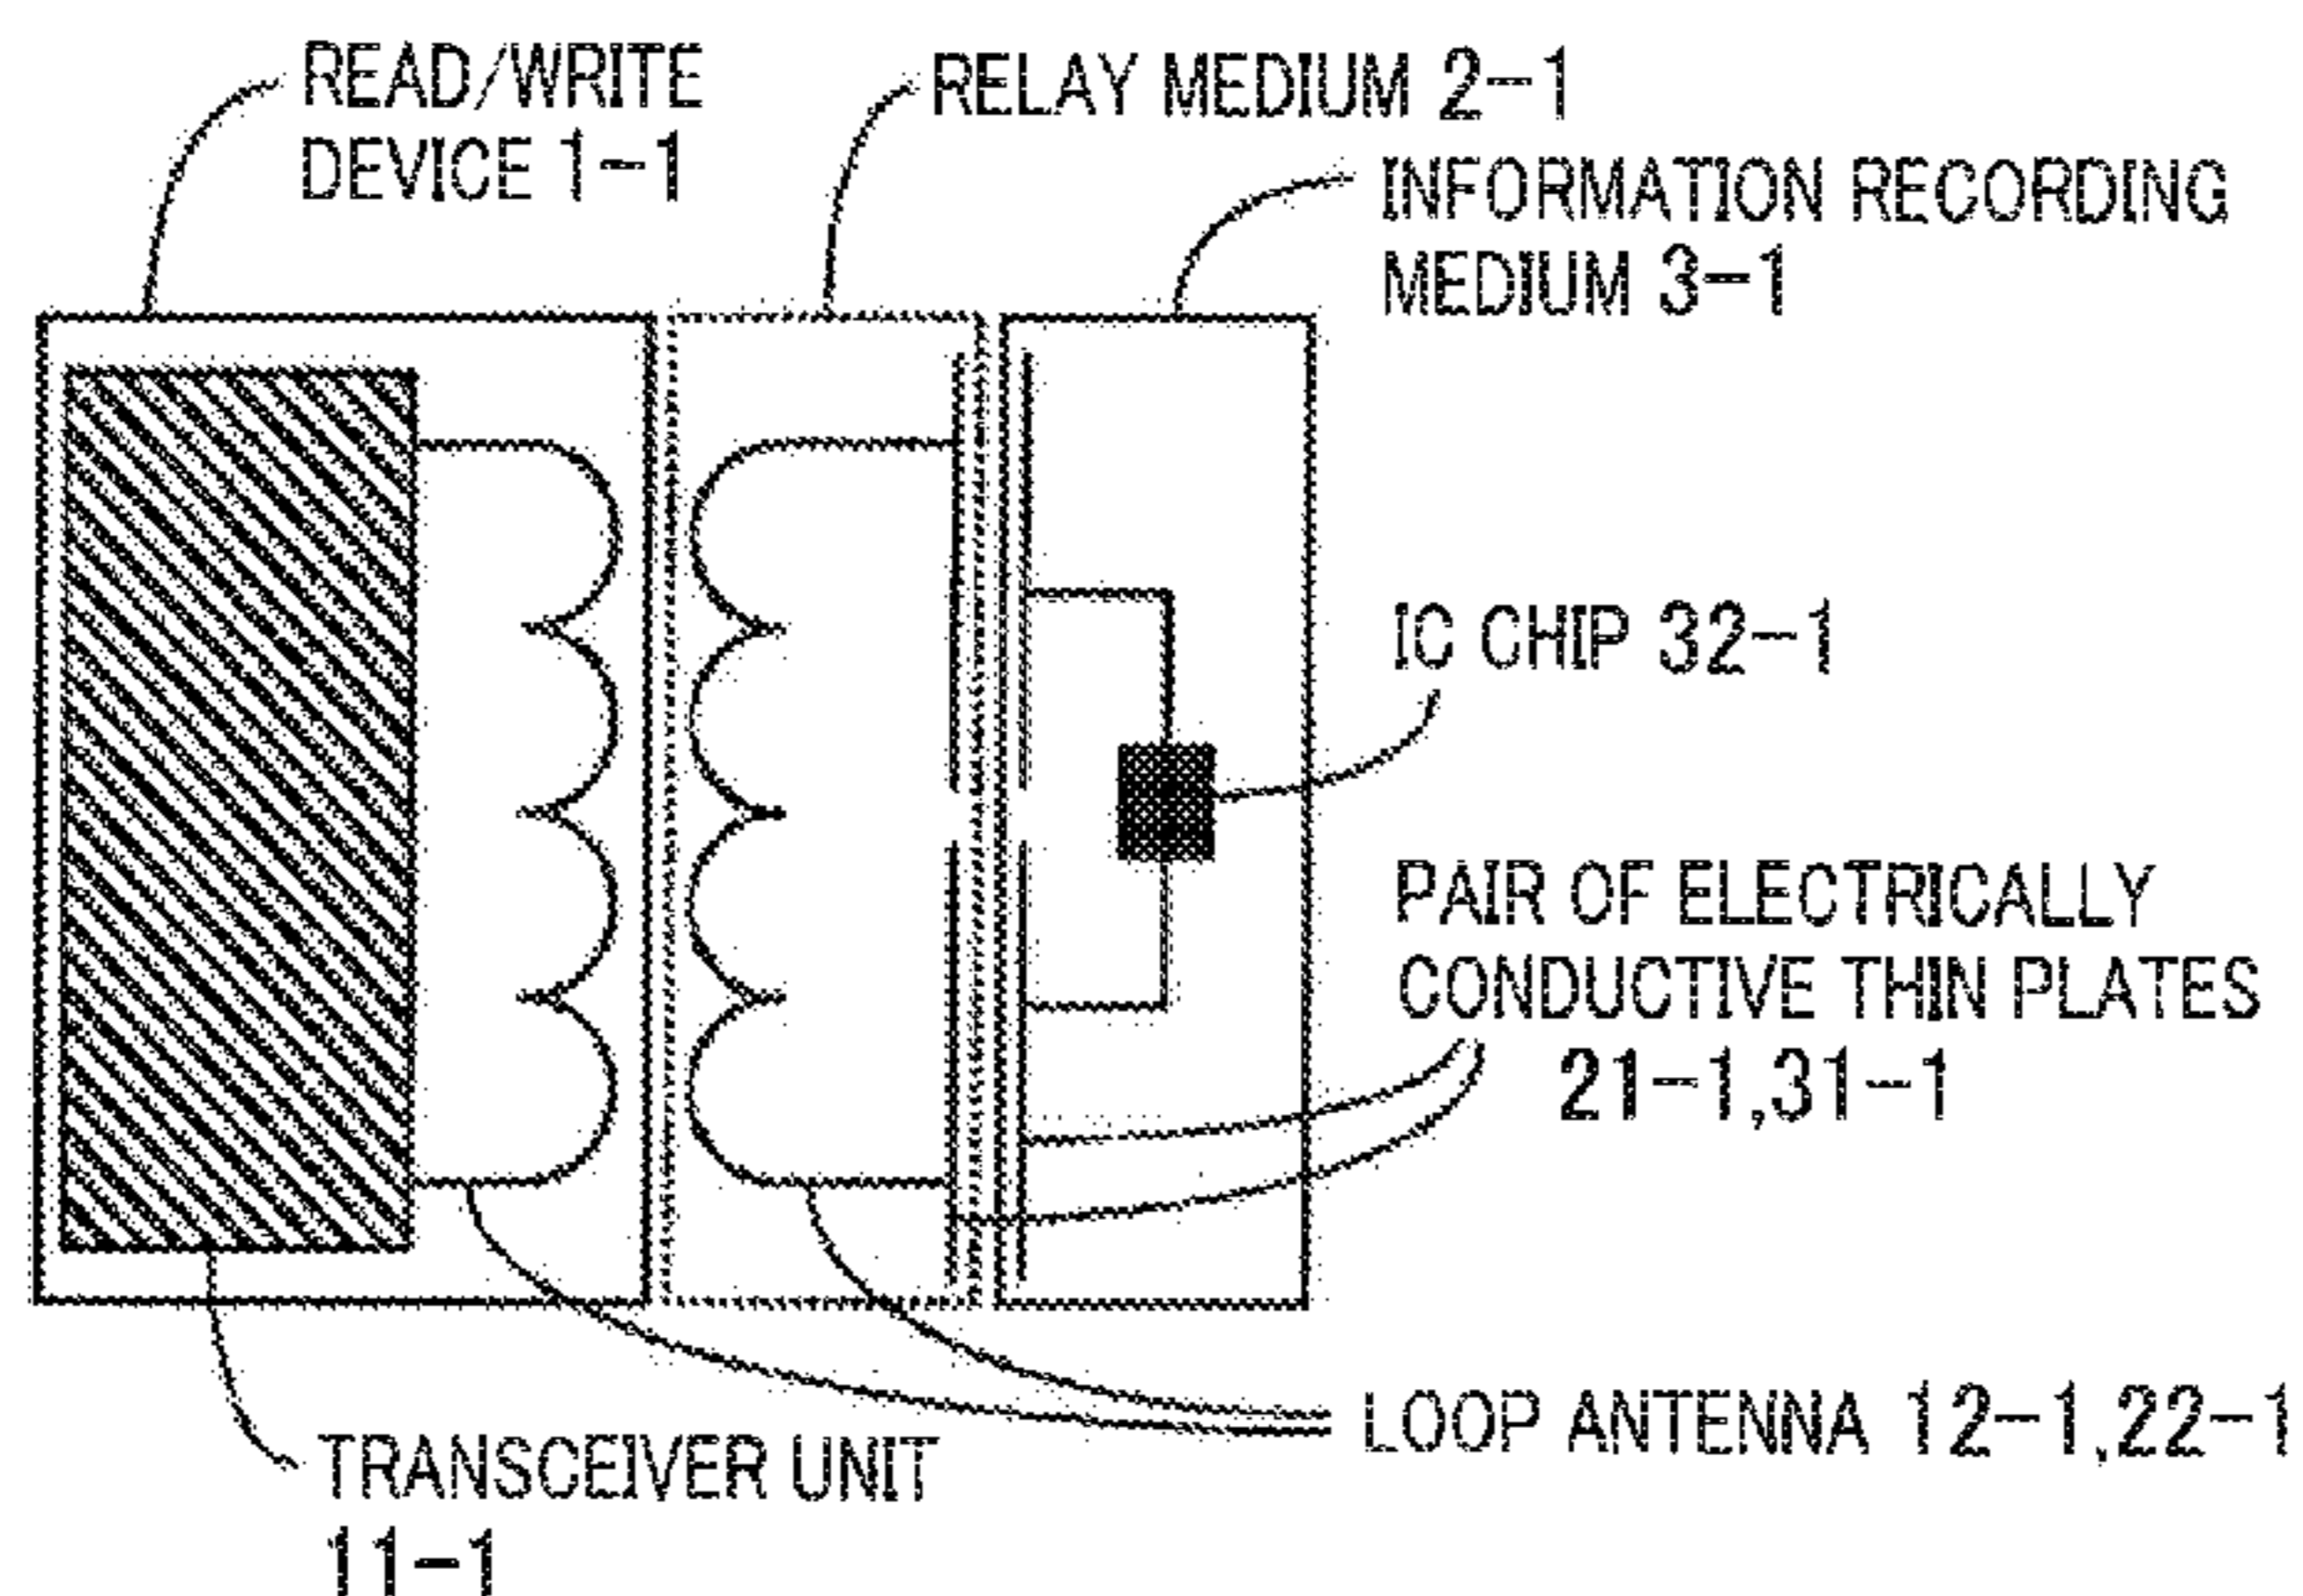 READ/WRITE
DEVICE 1-1
RELAY MEDIUM 2-1
INFORMATION RECORDING
MEDIUM 3-1
IC CHIP 32-1
PAIR OF ELECTRICALLY
CONDUCTIVE THIN PLATES
21-1,31-1
LOOP ANTENNA 12-1,22-1
TRANSCEIVER UNIT
11-1